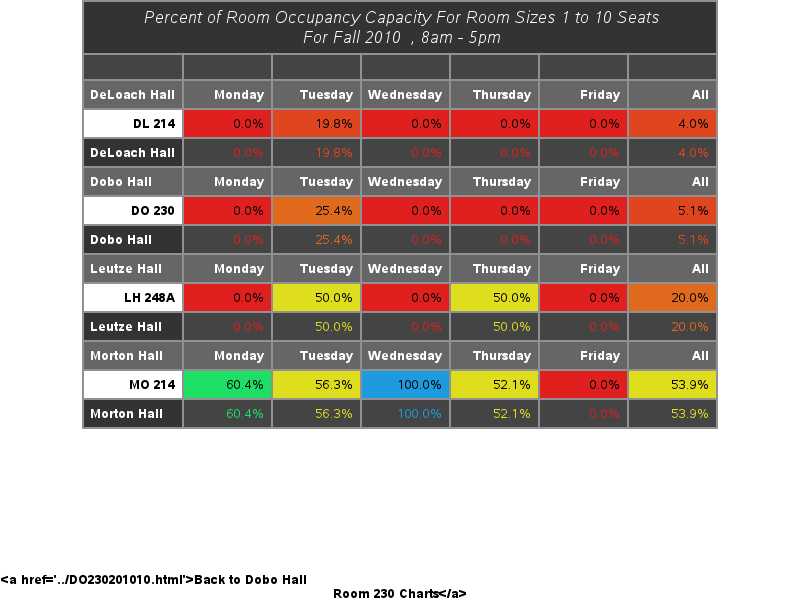 Percent of Room Occupancy Capacity For Room Sizes 1 to 10 Seats
For Fall 2010 , 8am - 5pm
DeLoach Hall Monday Tuesday Wednesday Thursday Friday All
DL 214 0.0% 19.8% 0.0% 0.0% 0.0% 4.0%
DeLoach Hall 0.0% 19.8% 0.0% 0.0% 0.0% 4.0%
Dobo Hall Monday Tuesday Wednesday Thursday Friday All
DO 230 0.0% 25.4% 0.0% 0.0% 0.0% 5.1%
Dobo Hall 0.0% 25.4% 0.0% 0.0% 0.0% 5.1%
Leutze Hall Monday Tuesday Wednesday Thursday Friday All
LH 248A 0.0% 50.0% 0.0% 50.0% 0.0% 20.0%
Leutze Hall 0.0% 50.0% 0.0% 50.0% 0.0% 20.0%
Morton Hall Monday Tuesday Wednesday Thursday Friday All
MO 214 60.4% 56.3% 100.0% 52.1% 0.0% 53.9%
Morton Hall 60.4% 56.3% 100.0% 52.1% 0.0% 53.9%
<a href='../DO230201010.html'>Back to Dobo Hall
Room 230 Charts</a>